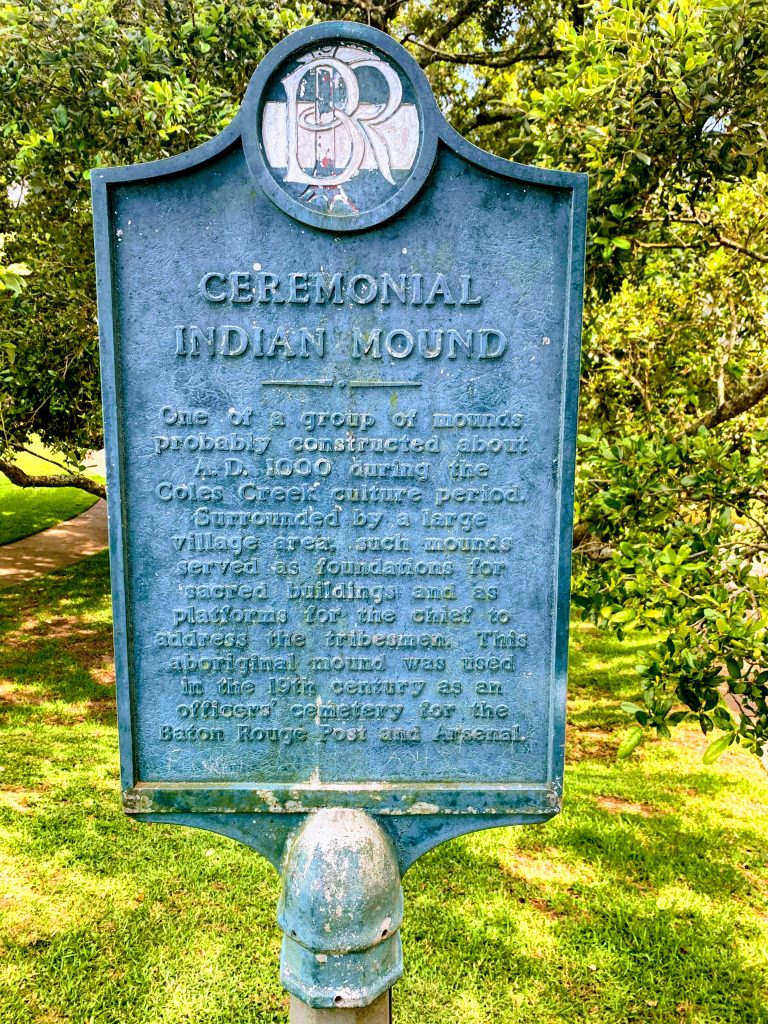 BR
CEREMONIAL
INDIAN MOUND
One of a group of mounds
probably constructed about
A.D. 1000 during the
Coles Creek culture period.
Surrounded by a large
village area, such mounds
served as foundations for
sacred buildings and as
platforms for the chief to
address the tribesmen. This
aboriginal mound was used
in the 19th century as an
officers' cemetery for the
Baton Rouge Post and Arsenal.